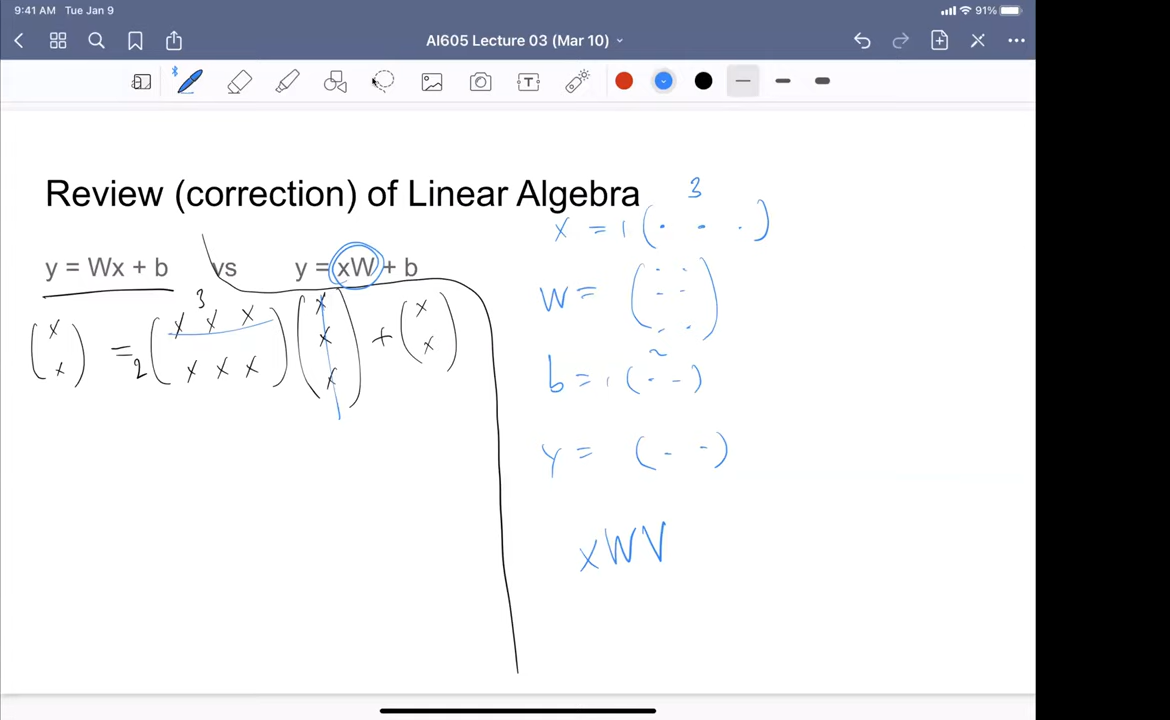 9:41 AM Tue Jan 9
91%
AI605 Lecture 03 (Mar 10)
T
Review (correction) of Linear Algebra
y = Wx + b vs y = xW + b
3
( x x ) = 2 ( x x x x x x ) ( x x x ) + ( x x )
3
x = 1 ( · · · )
W = ( · · · · · · )
2
b = 1 ( · · )
y = ( · · )
xWV